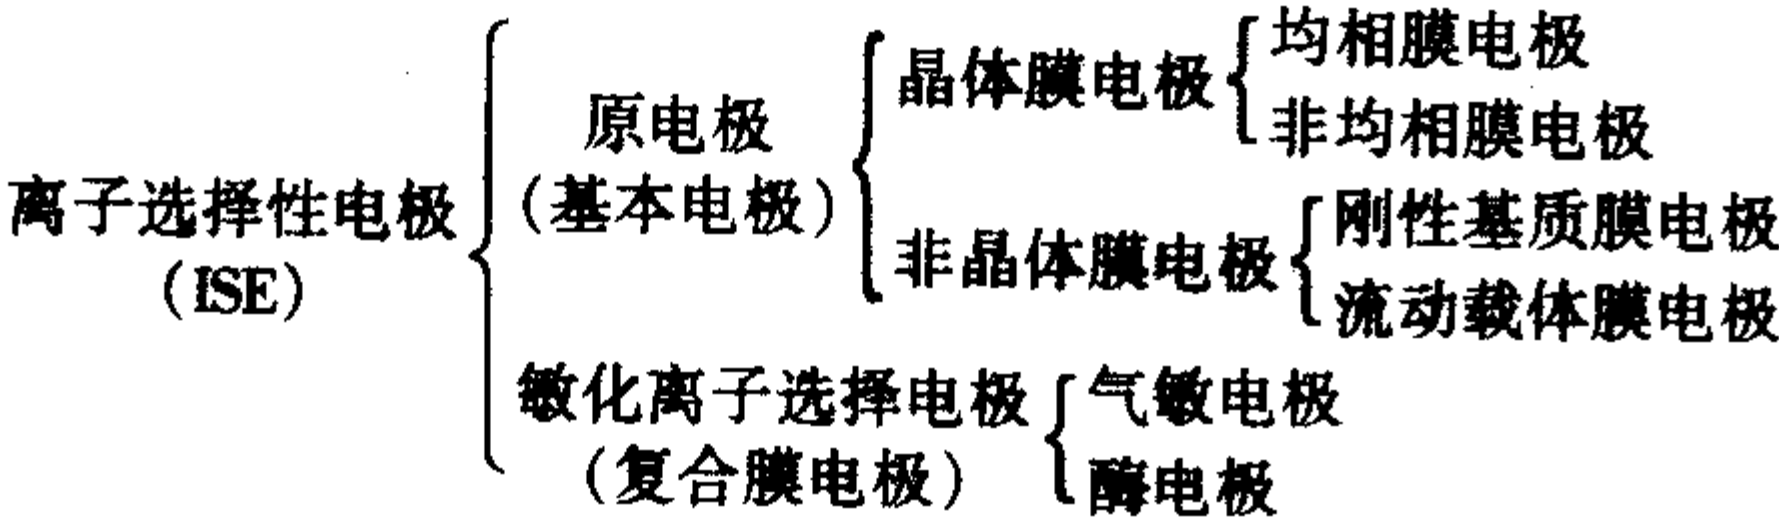 离子选择性电极
(ISE)
原电极
(基本电极)
晶体膜电极
均相膜电极
非均相膜电极
非晶体膜电极
刚性基质膜电极
流动载体膜电极
敏化离子选择电极
(复合膜电极)
气敏电极
酶电极